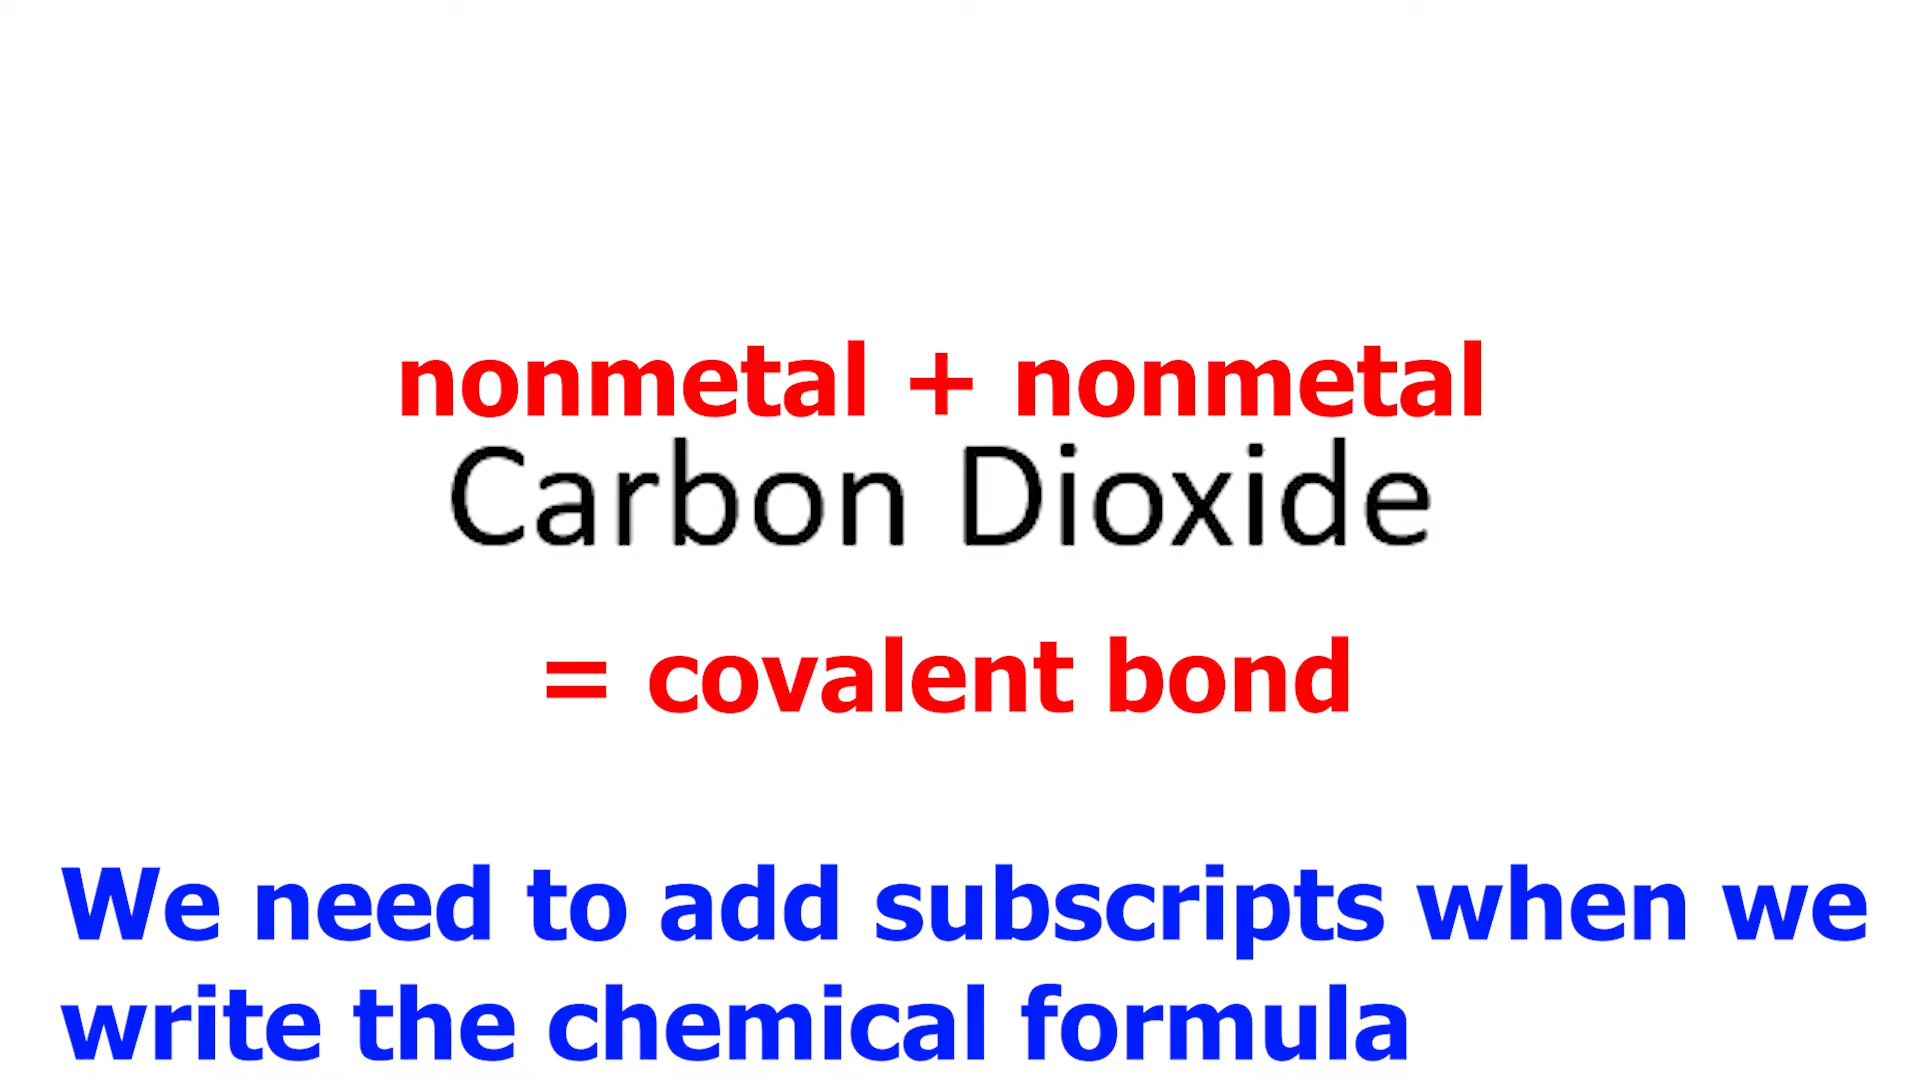 nonmetal + nonmetal
Carbon Dioxide
= covalent bond
We need to add subscripts when we
write the chemical formula